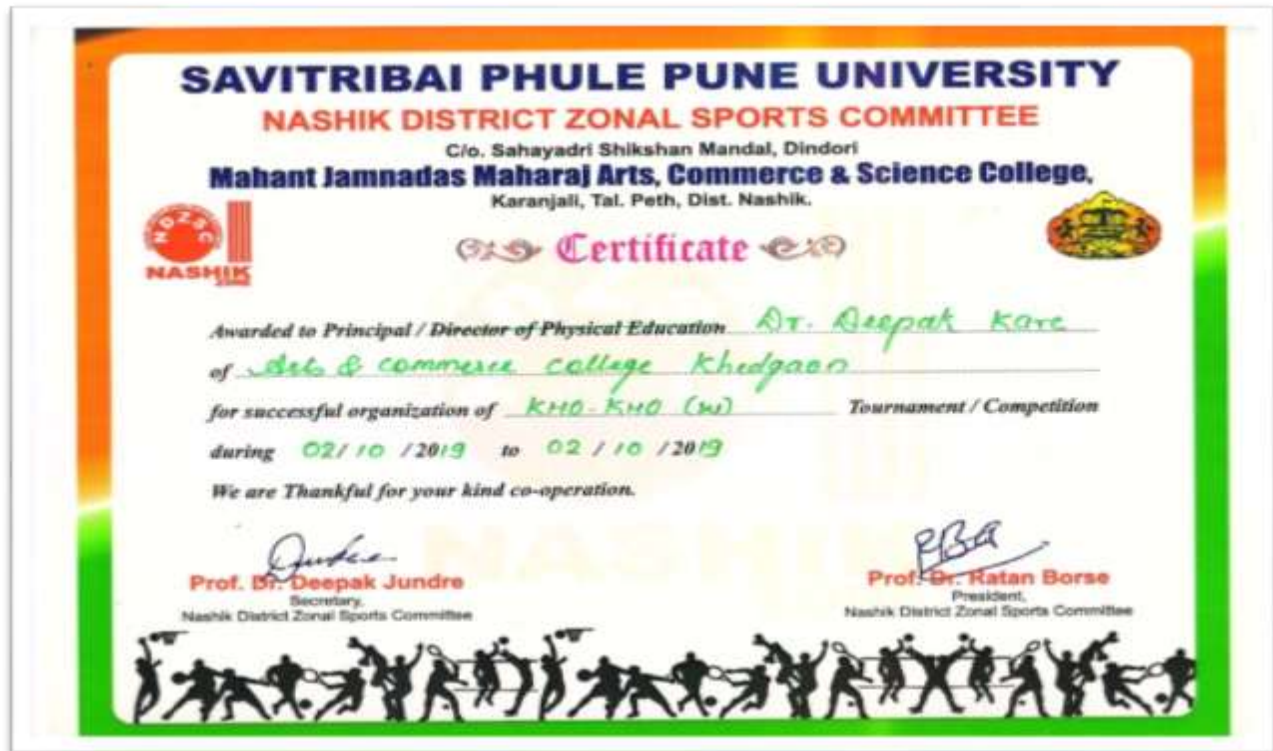 SAVITRIBAI PHULE PUNE UNIVERSITY
NASHIK DISTRICT ZONAL SPORTS COMMITTEE
C/o. Sahayadri Shikshan Mandal, Dindori
Mahant Jamnadas Maharaj Arts, Commerce & Science College,
Karanjali, Tal. Peth, Dist. Nashik.
NDZSC
NASHIK
ZONE
Certificate
Awarded to Principal / Director of Physical Education Dr. Deepak Kare
of Arts & commerce college Khedgaon
for successful organization of KHO-KHO (w) Tournament / Competition
during 02/10/2019 to 02/10/2019
We are Thankful for your kind co-operation.
Prof. Dr. Deepak Jundre
Prof. Dr. Ratan Borse
Secretary,
President,
Nashik District Zonal Sports Committee
Nashik District Zonal Sports Committee